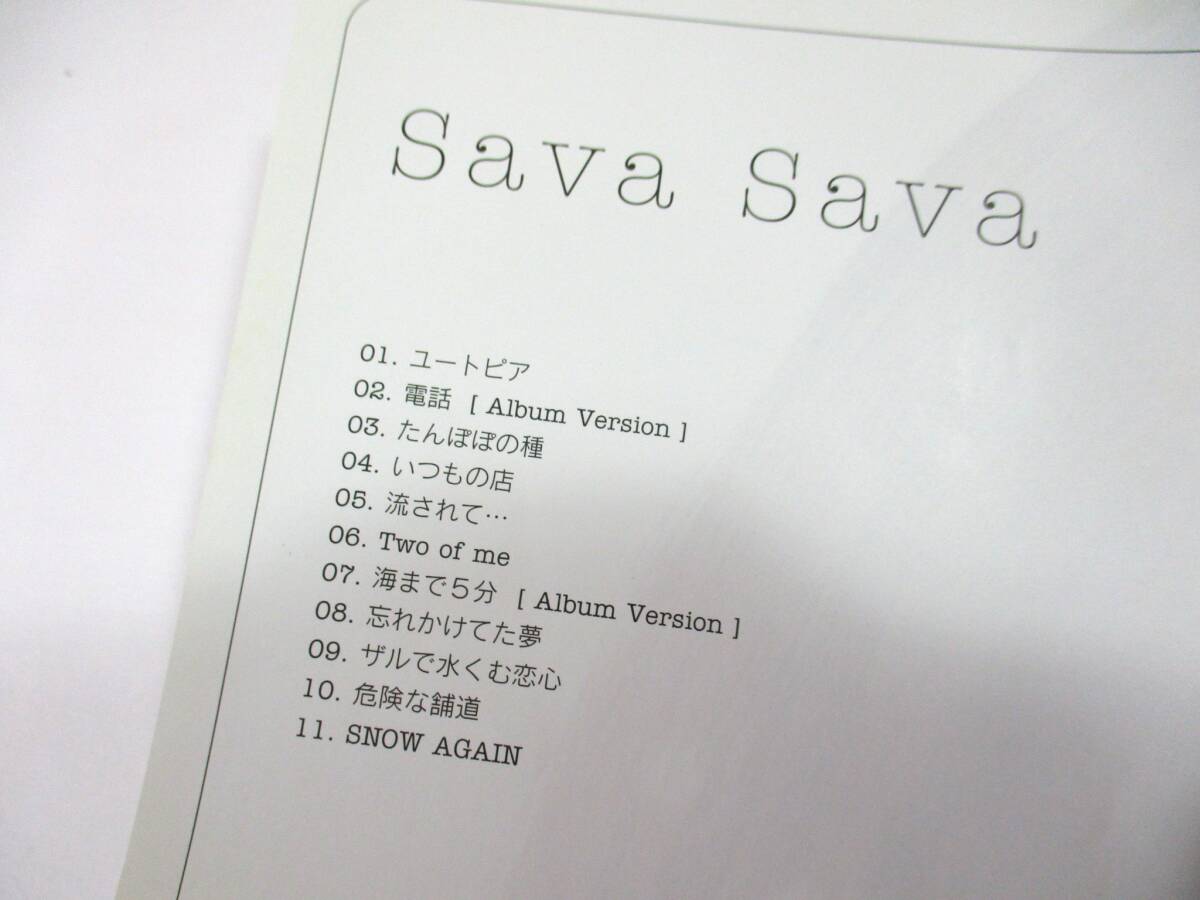 Sava Sava
01. ユートピア
02. 電話 [ Album Version ]
03. たんぽぽの種
04. いつもの店
05. 流されて…
06. Two of me
07. 海まで５分 [ Album Version ]
08. 忘れかけてた夢
09. ザルで水くむ恋心
10. 危険な舗道
11. SNOW AGAIN